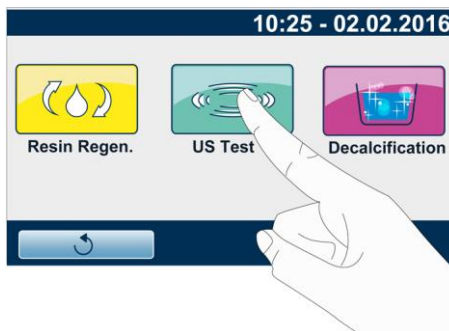 10:25 - 02.02.2016
Resin Regen.
US Test
Decalcification